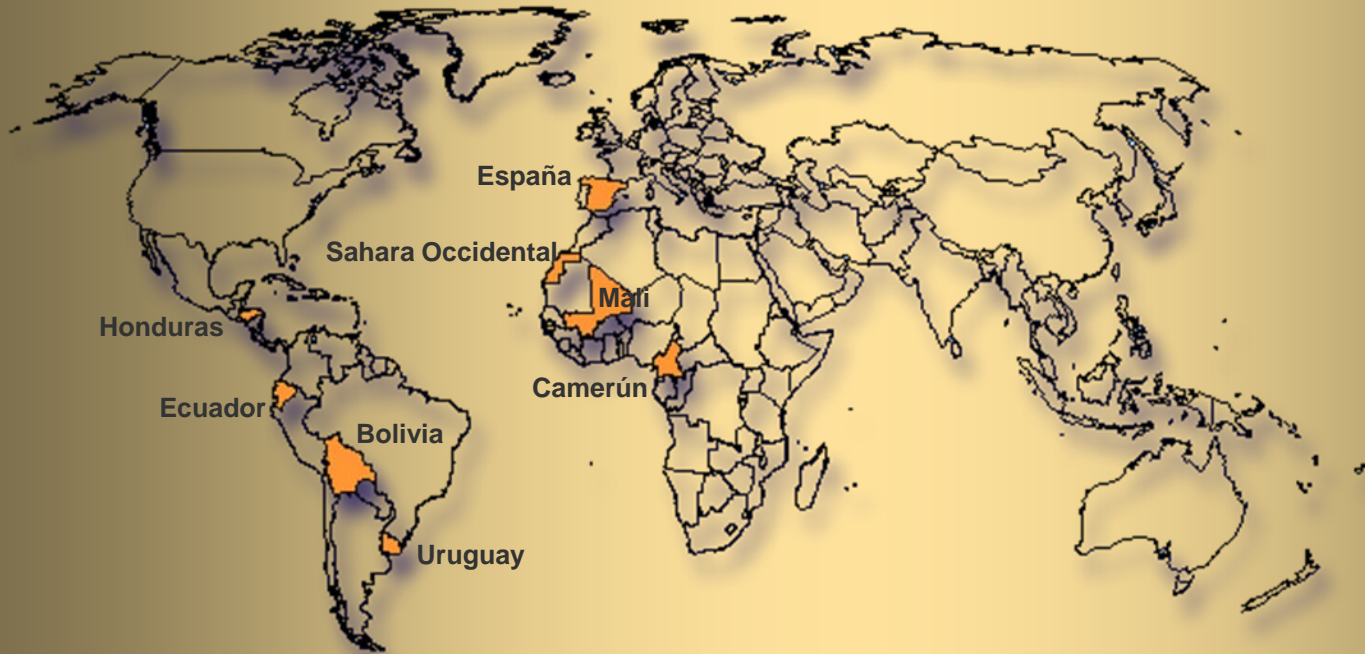 España
Sahara Occidental
Mali
Honduras
Camerún
Ecuador
Bolivia
Uruguay